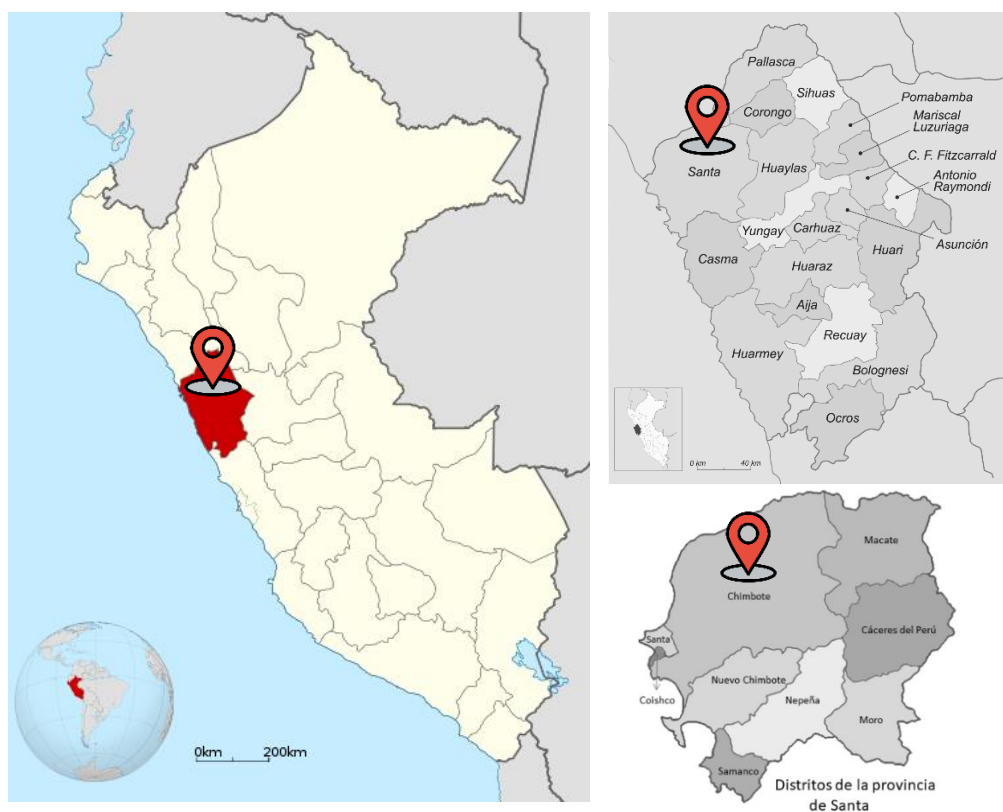 0km 200km
Pallasca
Sihuas
Corongo
Pomabamba
Mariscal
Luzuriaga
C. F. Fitzcarrald
Antonio
Raymondi
Santa
Huaylas
Yungay
Carhuaz
Asunción
Casma
Huari
Huaraz
Aija
Huarmey
Recuay
Bolognesi
Ocros
0 km 40 km
Macate
Chimbote
Cáceres del Perú
Santa
Nuevo Chimbote
Coishco
Nepeña
Moro
Samanco
Distritos de la provincia
de Santa